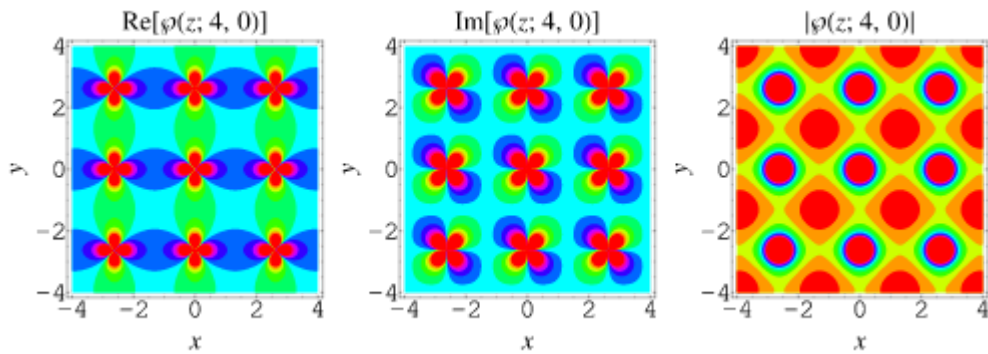 Re[℘(z; 4, 0)] Im[℘(z; 4, 0)] |℘(z; 4, 0)|
4 4 4
2 2 2
y 0 y 0 y 0
−2 −2 −2
−4 −4 −4
−4 −2 0 2 4 −4 −2 0 2 4 −4 −2 0 2 4
x x x